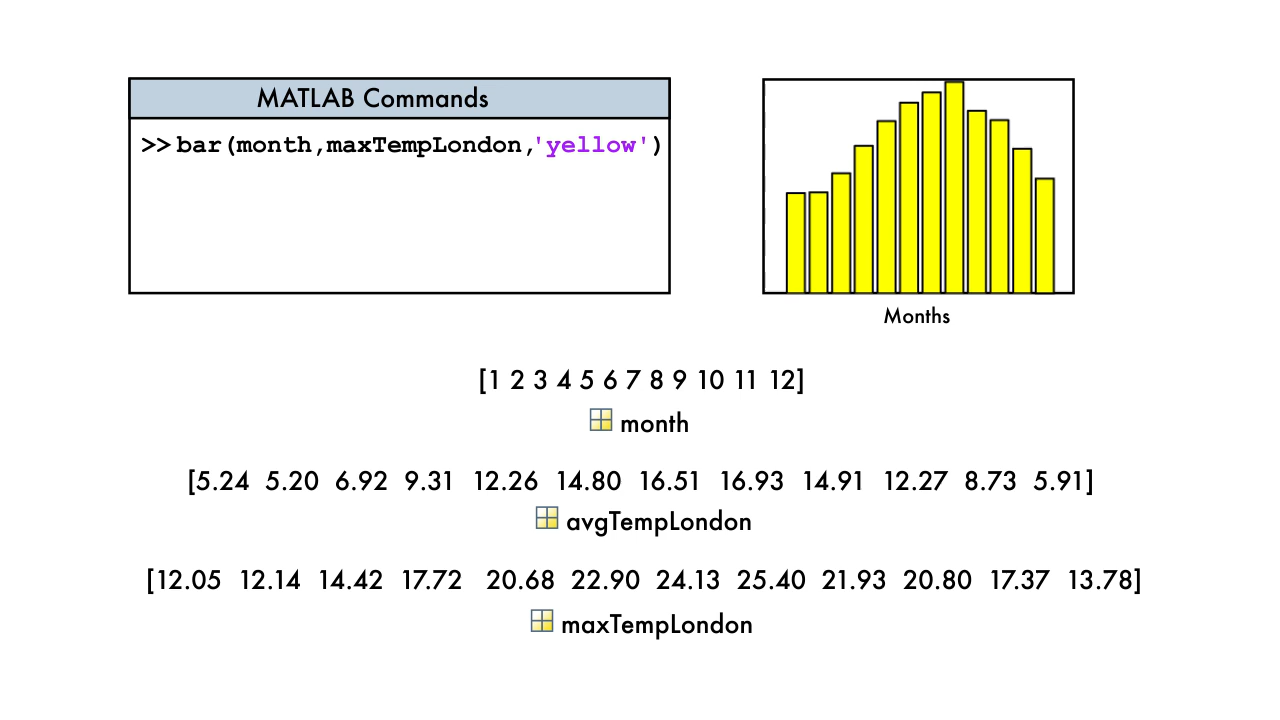 MATLAB Commands
>> bar(month,maxTempLondon,'yellow')
Months
[1 2 3 4 5 6 7 8 9 10 11 12]
month
[5.24 5.20 6.92 9.31 12.26 14.80 16.51 16.93 14.91 12.27 8.73 5.91]
avgTempLondon
[12.05 12.14 14.42 17.72 20.68 22.90 24.13 25.40 21.93 20.80 17.37 13.78]
maxTempLondon